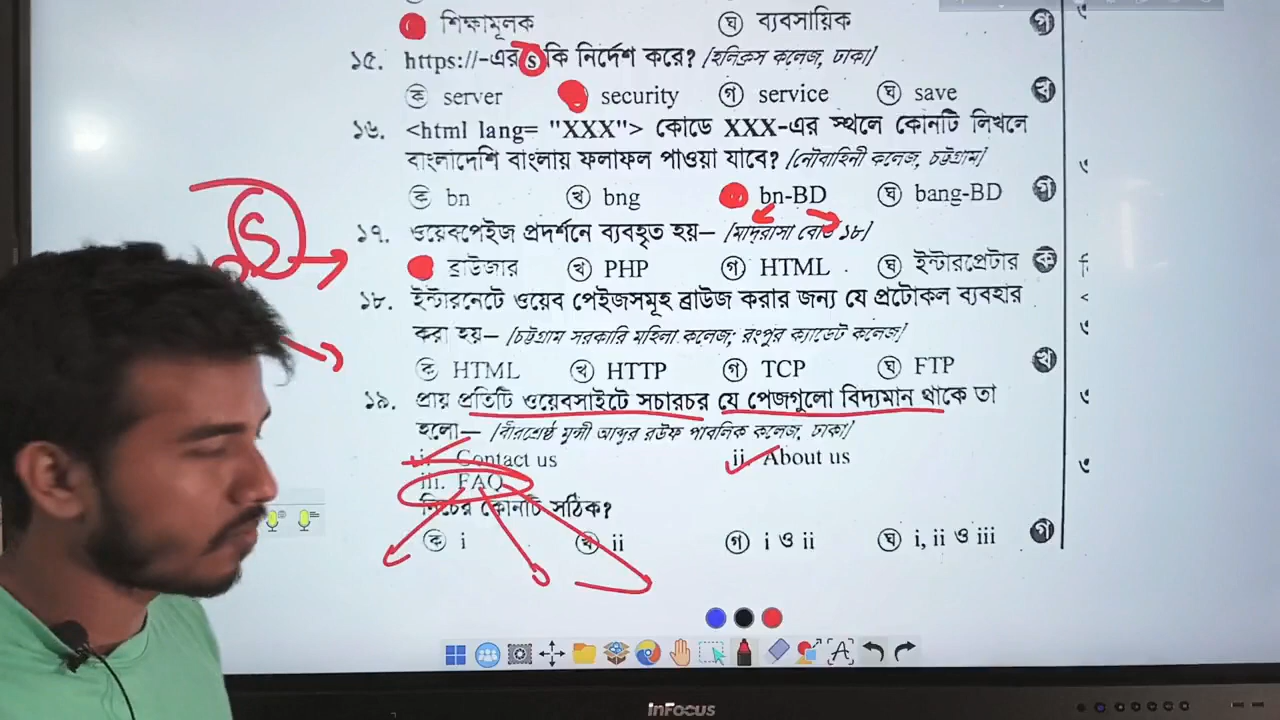 শিক্ষামূলক ঘ ব্যবসায়িক গ
১৫. https://-এর s কি নির্দেশ করে? [হলিক্রস কলেজ, ঢাকা]
ক server security গ service ঘ save খ
১৬. <html lang= "XXX"> কোডে XXX-এর স্থলে কোনটি লিখলে
বাংলাদেশি বাংলায় ফলাফল পাওয়া যাবে? [নৌবাহিনী কলেজ, চট্টগ্রাম]
ক bn খ bng bn-BD ঘ bang-BD গ
১৭. ওয়েবপেইজ প্রদর্শনে ব্যবহৃত হয়— [মাদ্রাসা বোর্ড ১৮]
ব্রাউজার খ PHP গ HTML ঘ ইন্টারপ্রেটার ক
১৮. ইন্টারনেটে ওয়েব পেইজসমূহ ব্রাউজ করার জন্য যে প্রটোকল ব্যবহার
করা হয়— [চট্টগ্রাম সরকারি মহিলা কলেজ; রংপুর ক্যাডেট কলেজ]
ক HTML খ HTTP গ TCP ঘ FTP খ
১৯. প্রায় প্রতিটি ওয়েবসাইটে সচারচর যে পেজগুলো বিদ্যমান থাকে তা
হলো— [বীরশ্রেষ্ঠ মুন্সী আব্দুর রউফ পাবলিক কলেজ, ঢাকা]
i. Contact us ii. About us
iii. FAQ
নিচের কোনটি সঠিক?
ক i খ ii গ i ও ii ঘ i, ii ও iii গ
InFocus